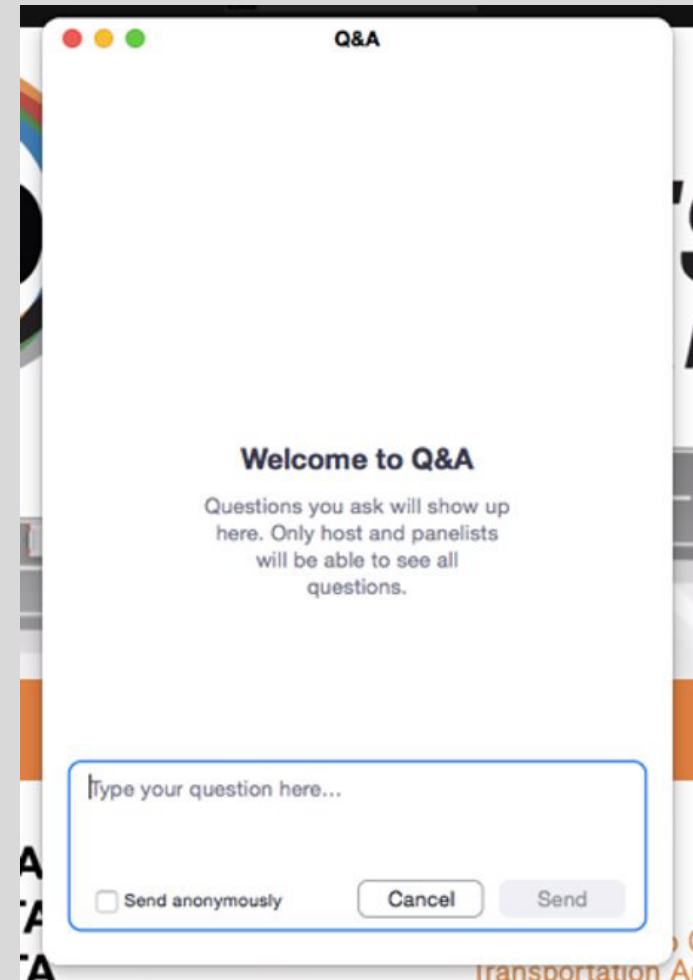 Q&A
Welcome to Q&A
Questions you ask will show up
here. Only host and panelists
will be able to see all
questions.
Type your question here...
Send anonymously
Cancel
Send
Transportation